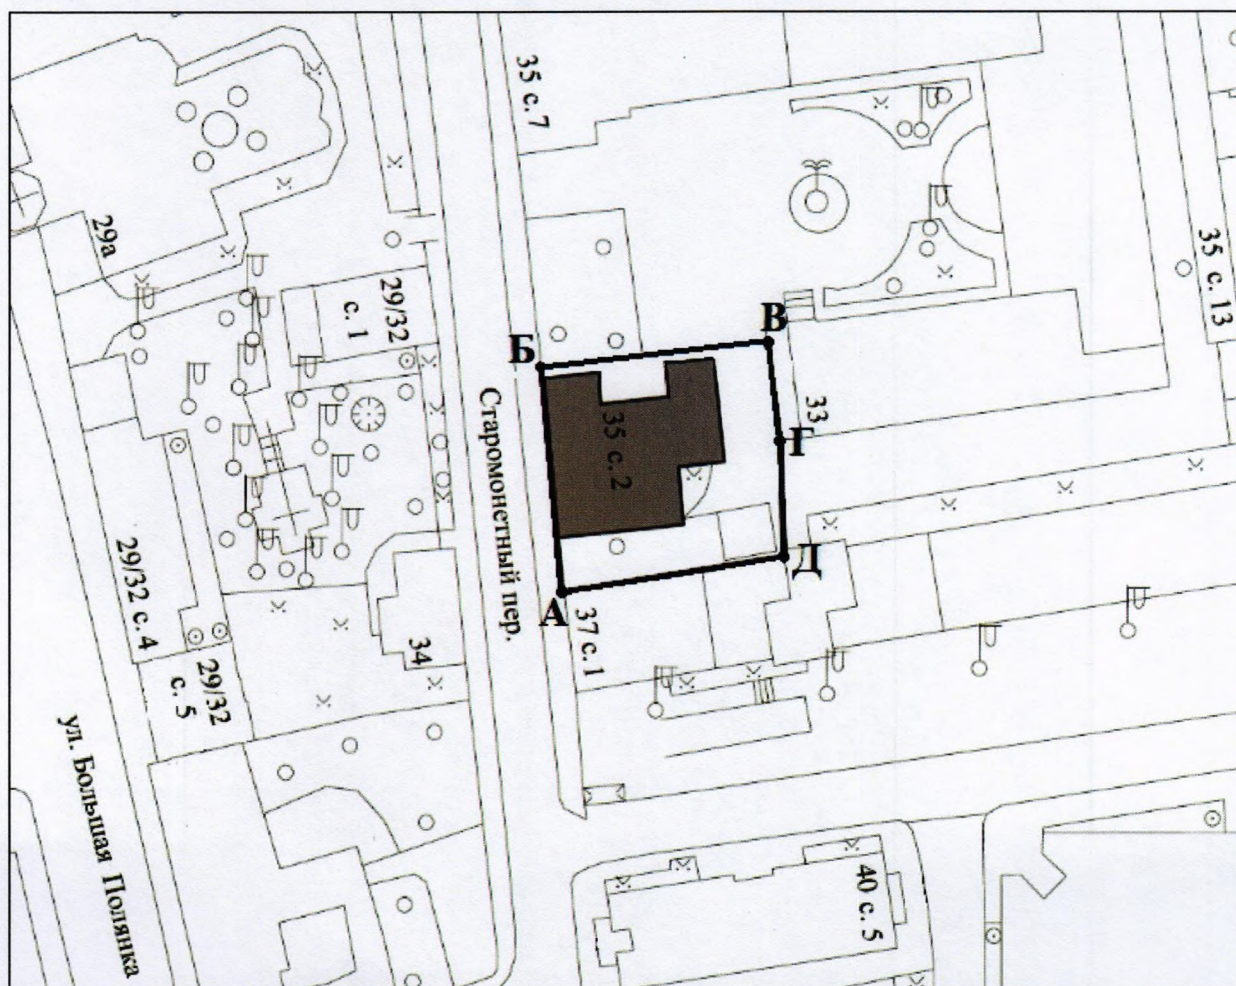 35 с. 7
29а
35 с. 13
29/32
с. 1
В
Б
33
Г
35 с. 2
Старомонетный пер.
29/32 с. 4
Д
А
37 с. 1
34
29/32
с. 5
ул. Большая Полянка
40 с. 5